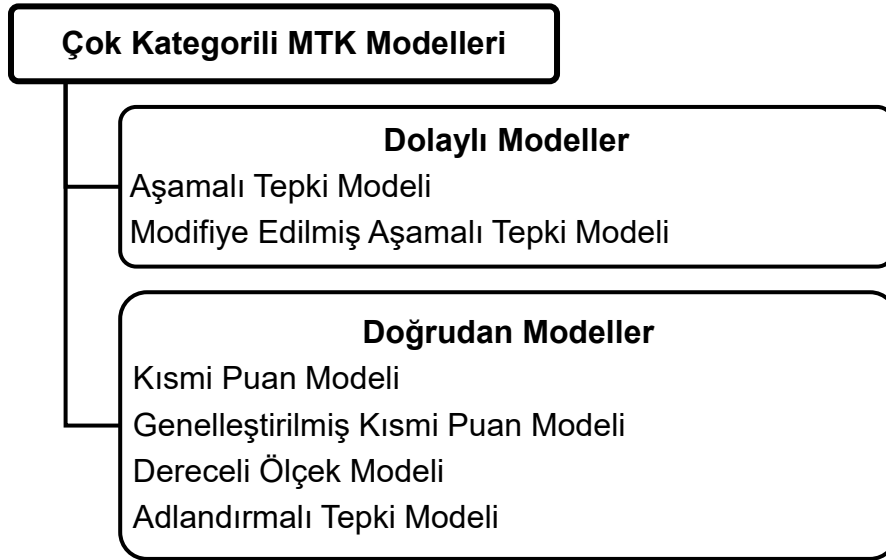 Çok Kategorili MTK Modelleri
Dolaylı Modeller
Aşamalı Tepki Modeli
Modifiye Edilmiş Aşamalı Tepki Modeli
Doğrudan Modeller
Kısmi Puan Modeli
Genelleştirilmiş Kısmi Puan Modeli
Dereceli Ölçek Modeli
Adlandırmalı Tepki Modeli